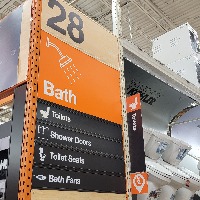 28
Bath
Toilets
Shower Doors
Toilet Seats
Bath Fans